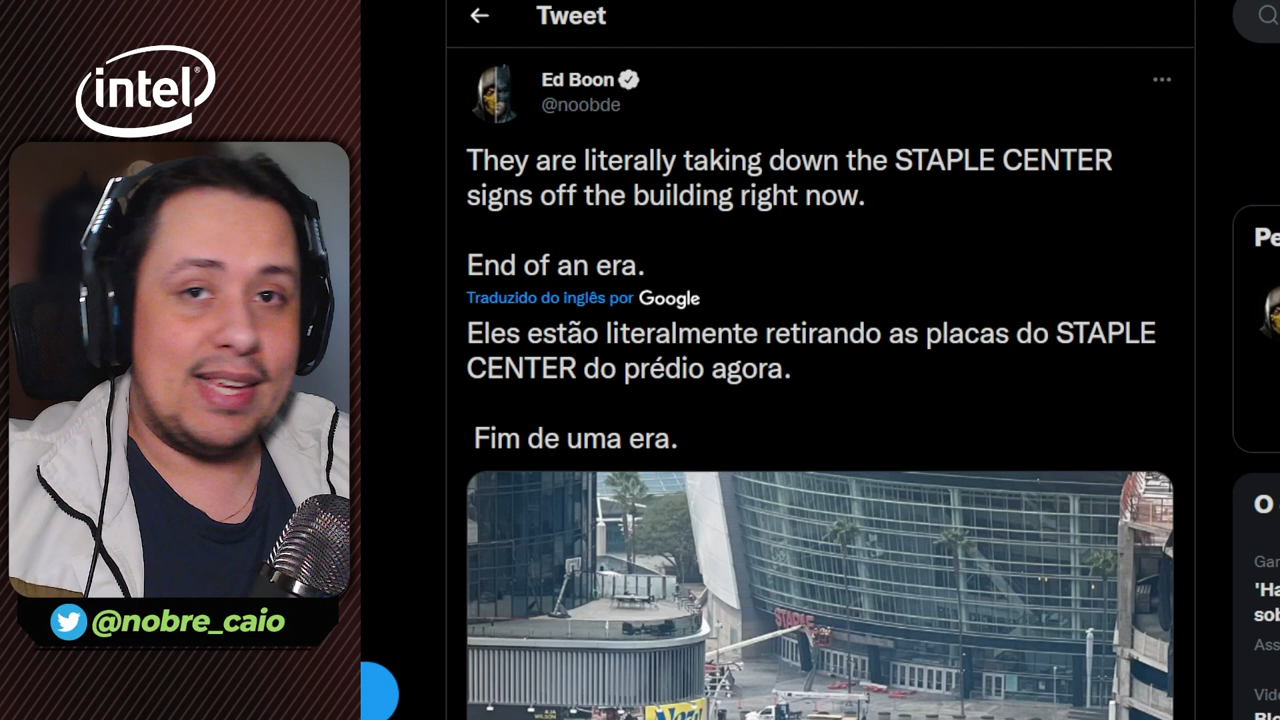 intel
@nobre_caio
Tweet
Ed Boon
@noobde
They are literally taking down the STAPLE CENTER
signs off the building right now.
End of an era.
Traduzido do inglês por Google
Eles estão literalmente retirando as placas do STAPLE
CENTER do prédio agora.
Fim de uma era.
STAPLE
Pe
O
Gar
'Ha
sob
Ass